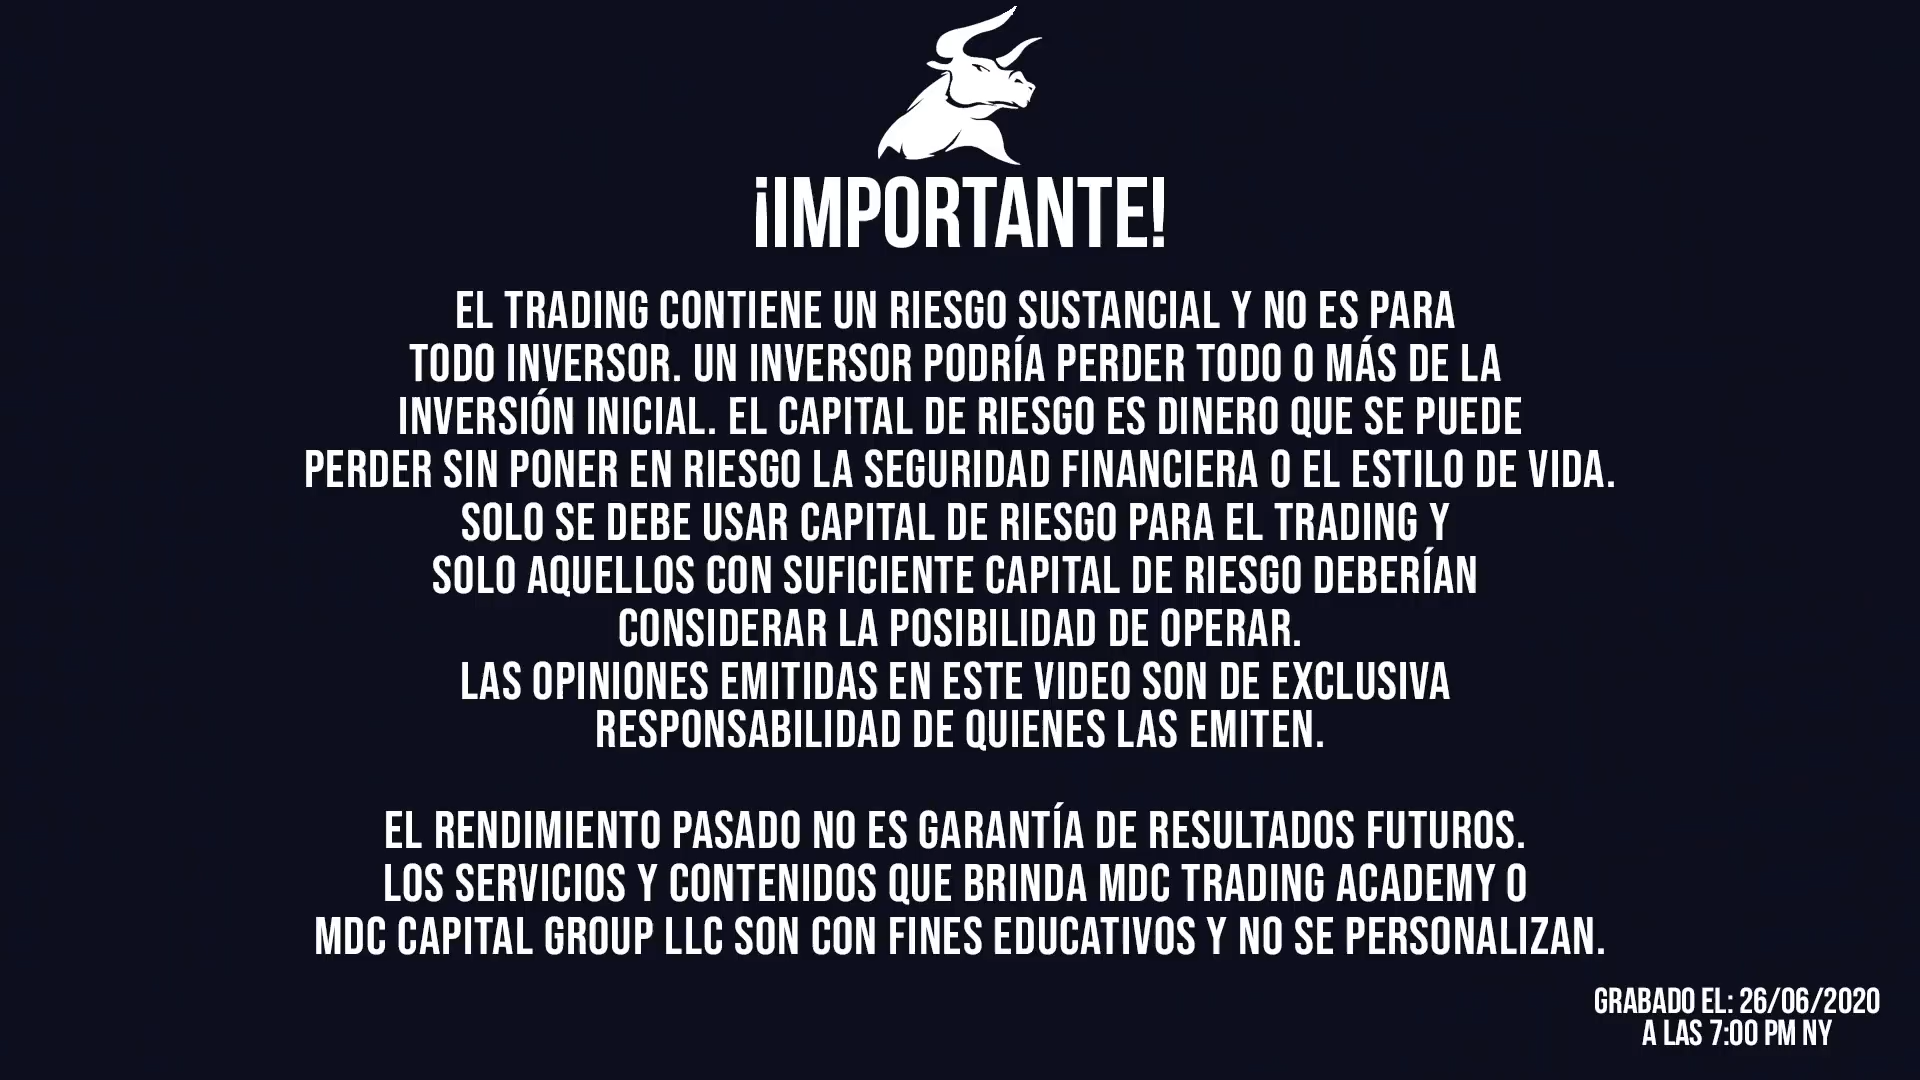 ¡IMPORTANTE!
EL TRADING CONTIENE UN RIESGO SUSTANCIAL Y NO ES PARA
TODO INVERSOR. UN INVERSOR PODRÍA PERDER TODO O MÁS DE LA
INVERSIÓN INICIAL. EL CAPITAL DE RIESGO ES DINERO QUE SE PUEDE
PERDER SIN PONER EN RIESGO LA SEGURIDAD FINANCIERA O EL ESTILO DE VIDA.
SOLO SE DEBE USAR CAPITAL DE RIESGO PARA EL TRADING Y
SOLO AQUELLOS CON SUFICIENTE CAPITAL DE RIESGO DEBERÍAN
CONSIDERAR LA POSIBILIDAD DE OPERAR.
LAS OPINIONES EMITIDAS EN ESTE VIDEO SON DE EXCLUSIVA
RESPONSABILIDAD DE QUIENES LAS EMITEN.
EL RENDIMIENTO PASADO NO ES GARANTÍA DE RESULTADOS FUTUROS.
LOS SERVICIOS Y CONTENIDOS QUE BRINDA MDC TRADING ACADEMY O
MDC CAPITAL GROUP LLC SON CON FINES EDUCATIVOS Y NO SE PERSONALIZAN.
GRABADO EL: 26/06/2020
A LAS 7:00 PM NY